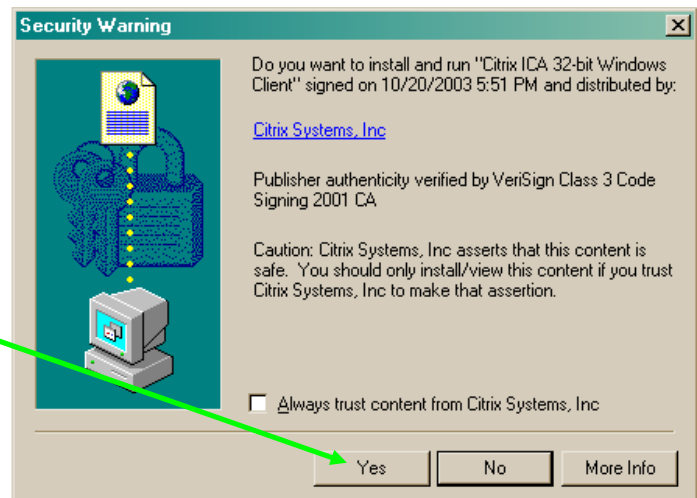 Security Warning
Do you want to install and run "Citrix ICA 32-bit Windows
Client" signed on 10/20/2003 5:51 PM and distributed by:
Citrix Systems, Inc
Publisher authenticity verified by VeriSign Class 3 Code
Signing 2001 CA
Caution: Citrix Systems, Inc asserts that this content is
safe. You should only install/view this content if you trust
Citrix Systems, Inc to make that assertion.
Always trust content from Citrix Systems, Inc
Yes No More Info